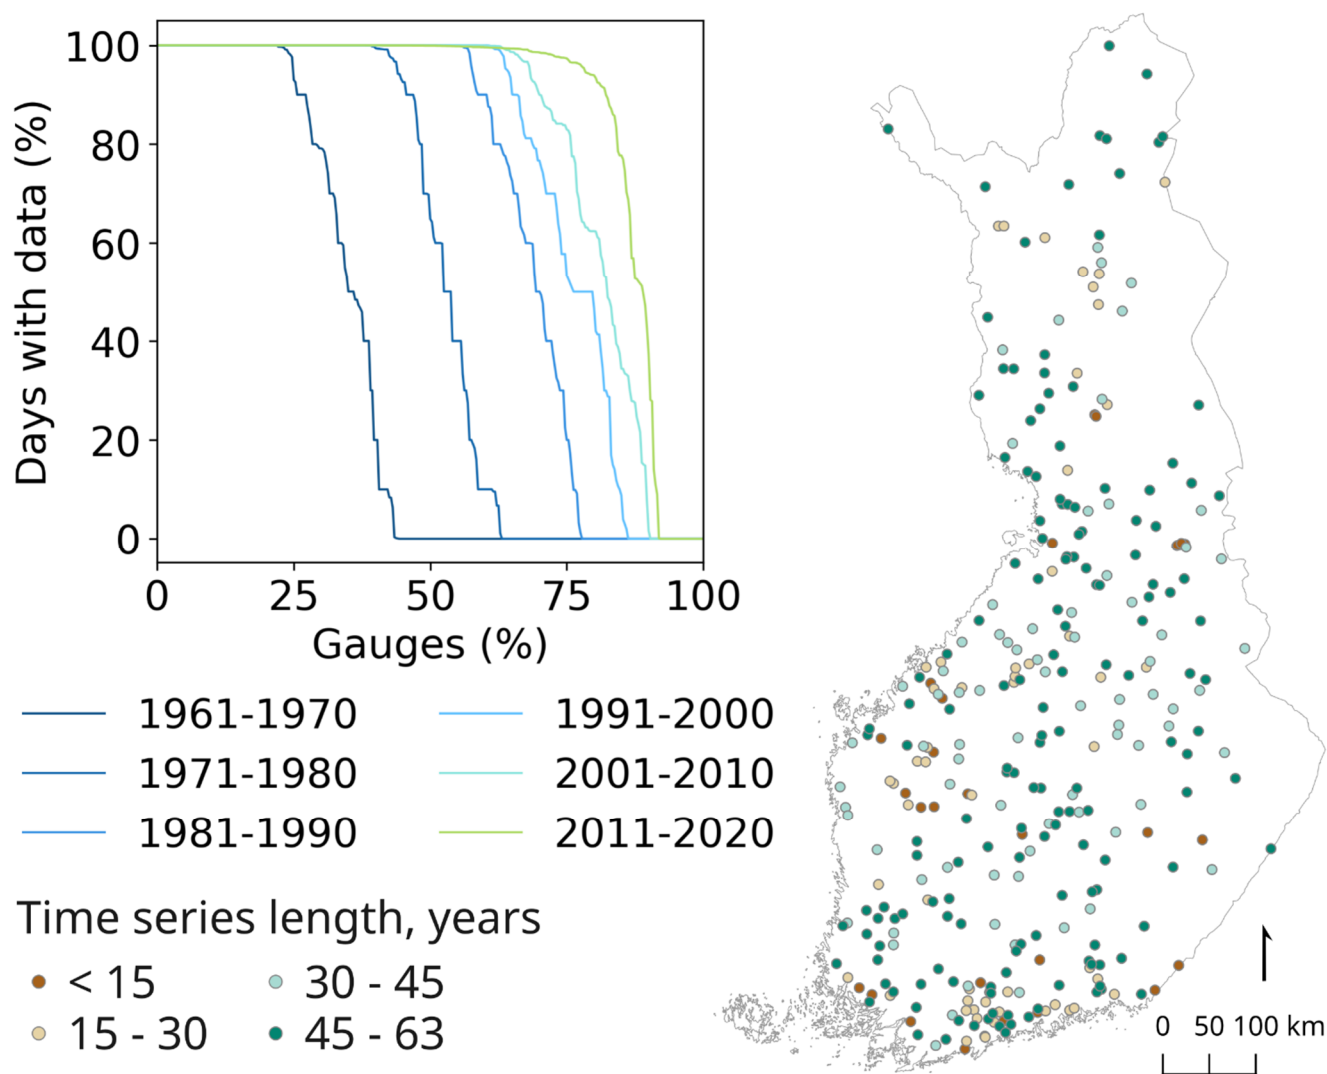 100
80
60
40
20
0
Days with data (%)
0 25 50 75 100
Gauges (%)
1961-1970 1991-2000
1971-1980 2001-2010
1981-1990 2011-2020
Time series length, years
< 15 30 - 45
15 - 30 45 - 63
0 50 100 km